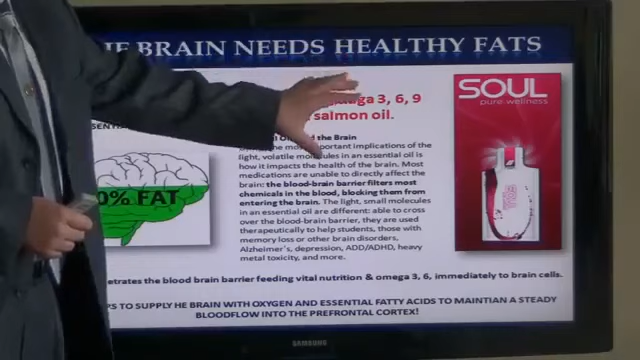 HE BRAIN NEEDS HEALTHY FATS
SOUL
pure wellness
omega 3, 6, 9
salmon oil.
and the Brain
the most important implications of the
light, volatile molecules in an essential oil is
how it impacts the health of the brain. Most
medications are unable to directly affect the
brain: the blood-brain barrier filters most
chemicals in the blood, blocking them from
entering the brain. The light, small molecules
in an essential oil are different: able to cross
over the blood-brain barrier, they are used
therapeutically to help students, those with
memory loss or other brain disorders,
Alzheimer's, depression, ADD/ADHD, heavy
metal toxicity, and more.
0% FAT
etrates the blood brain barrier feeding vital nutrition & omega 3, 6, immediately to brain cells.
PS TO SUPPLY HE BRAIN WITH OXYGEN AND ESSENTIAL FATTY ACIDS TO MAINTIAN A STEADY
BLOODFLOW INTO THE PREFRONTAL CORTEX!
SAMSUNG